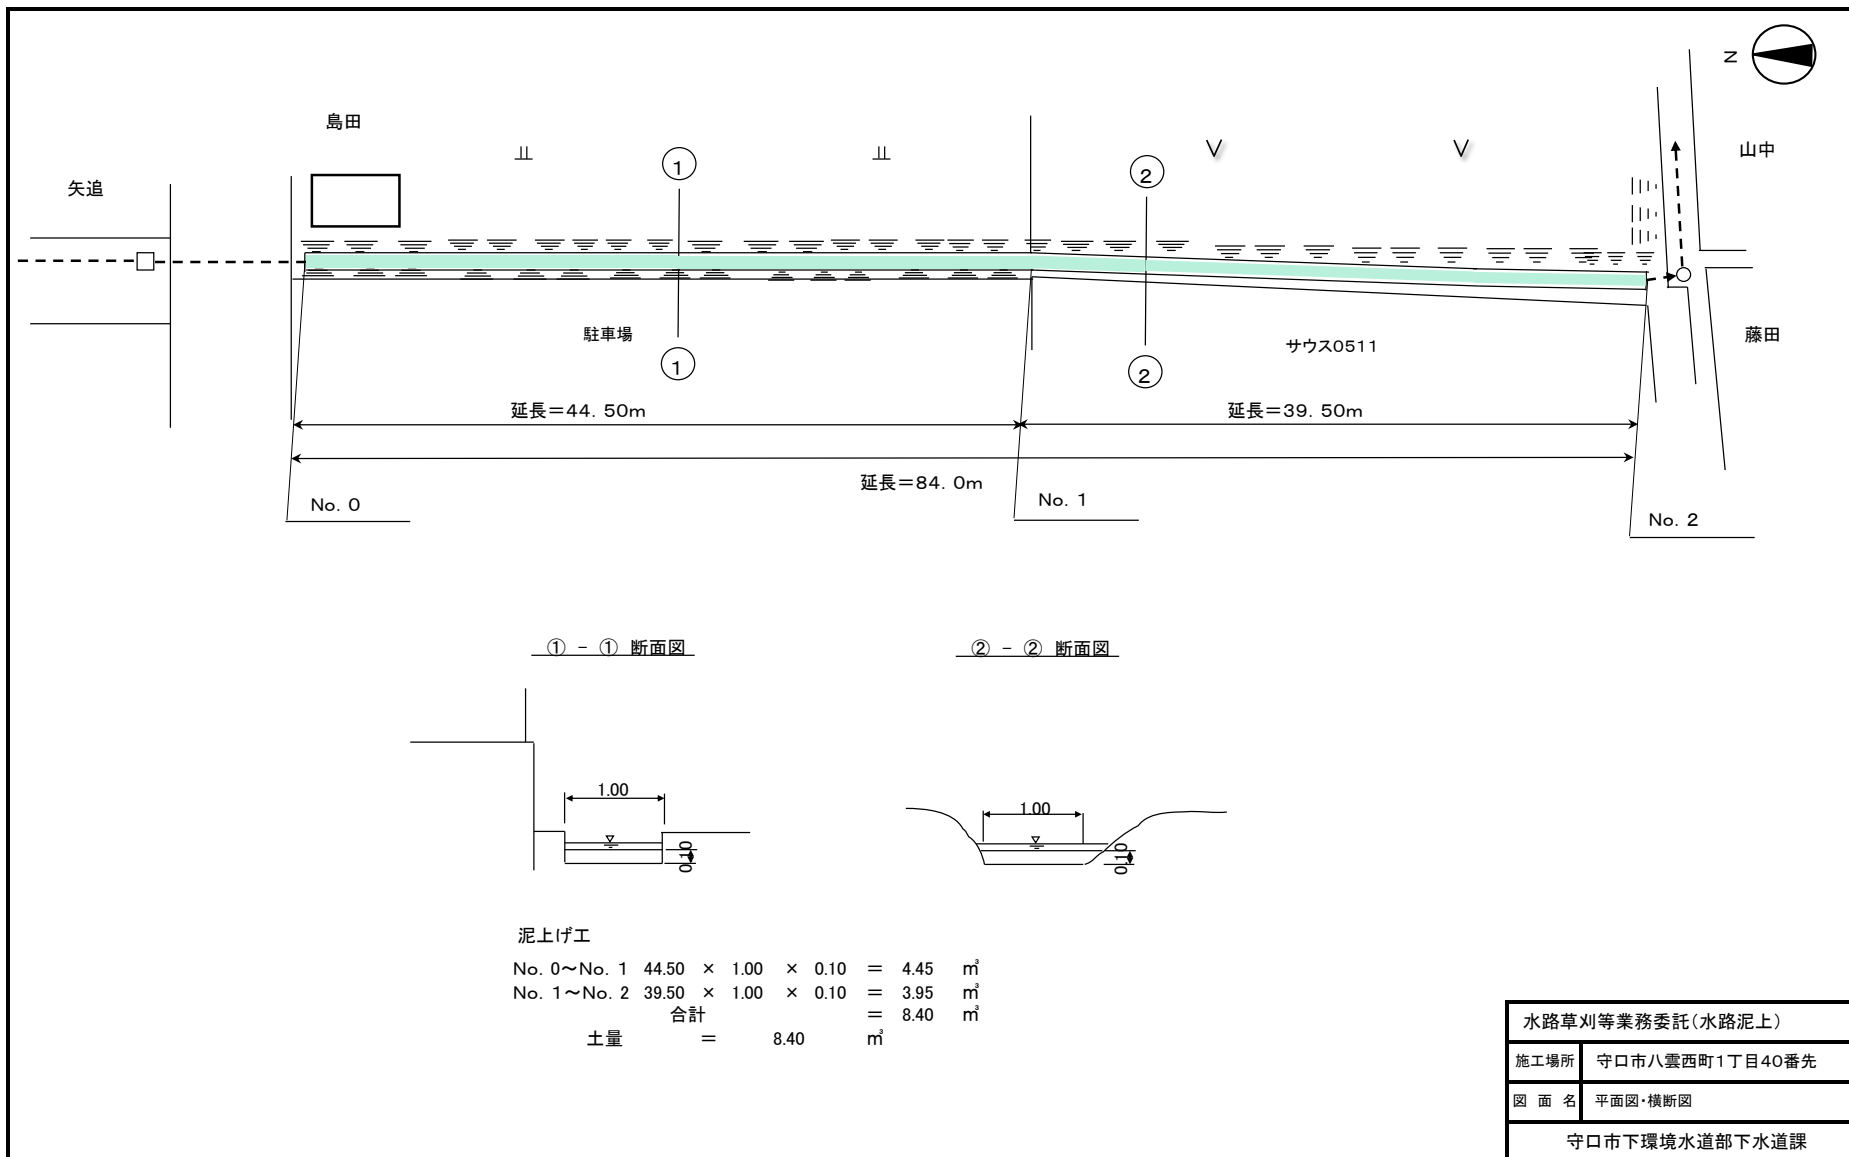 N
島田
山中
矢追
①
②
①
②
駐車場
サウス0511
藤田
延長=44．50m
延長=39．50m
延長=84．0m
No．0
No．1
No．2
① － ① 断面図
② － ② 断面図
1.00
0.10
1.00
0.10
泥上げ工
No．0～No．1 44.50 × 1.00 × 0.10 = 4.45 ㎥
No．1～No．2 39.50 × 1.00 × 0.10 = 3.95 ㎥
合計 = 8.40 ㎥
土量 = 8.40 ㎥
水路草刈等業務委託（水路泥上）
施工場所 守口市八雲西町1丁目40番先
図 面 名 平面図・横断図
守口市下環境水道部下水道課